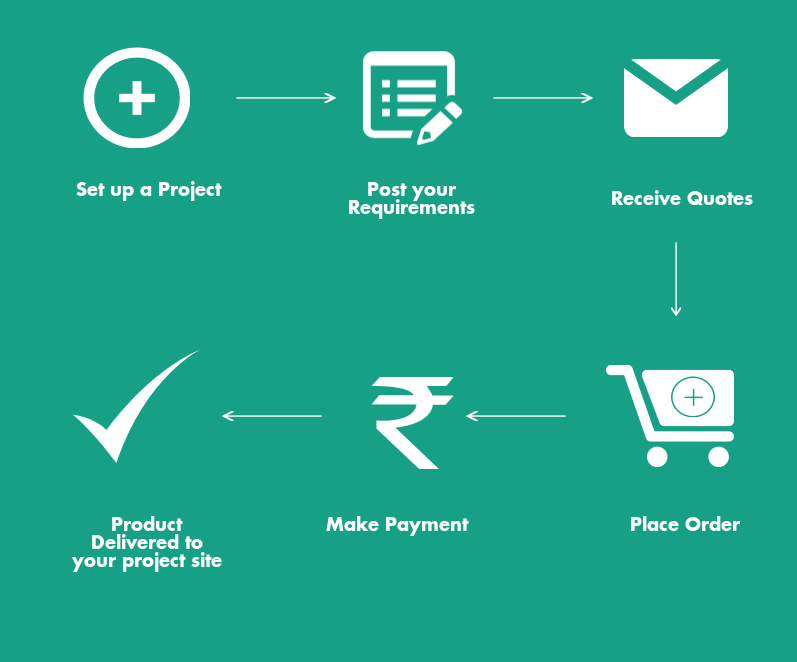 Set up a Project
Post your
Requirements
Receive Quotes
Product
Delivered to
your project site
Make Payment
Place Order